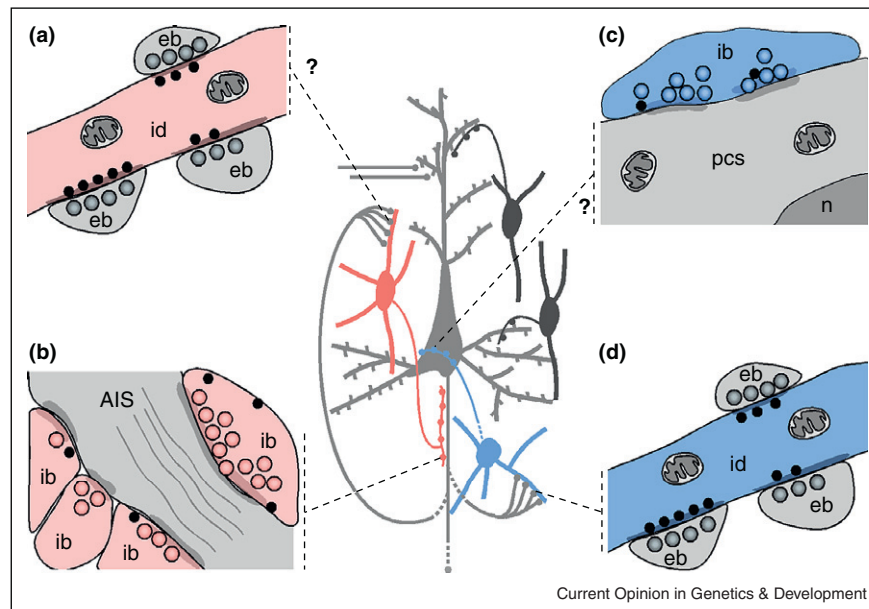 (a)
eb
?
id
eb
eb
(c)
ib
pcs
?
n
(b)
AIS
ib
ib
ib
ib
(d)
eb
id
eb
eb
Current Opinion in Genetics & Development